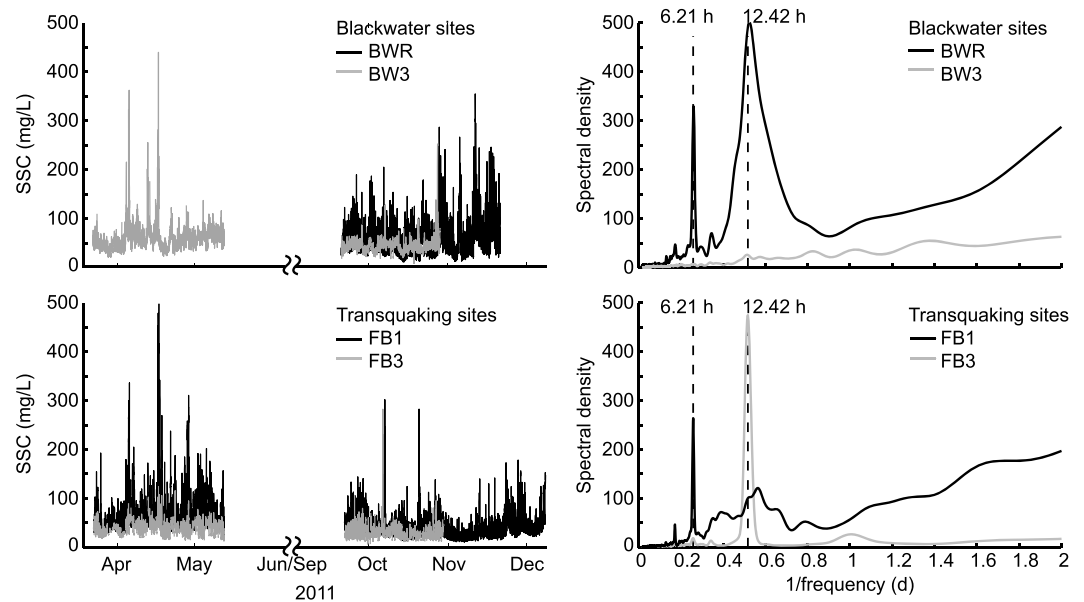 500
400
300
200
100
0
SSC (mg/L)
Blackwater sites
BWR
BW3
500
400
300
200
100
0
Spectral density
6.21 h
12.42 h
Blackwater sites
BWR
BW3
500
400
300
200
100
0
SSC (mg/L)
Transquaking sites
FB1
FB3
Apr
May
Jun/Sep
Oct
Nov
Dec
2011
500
400
300
200
100
0
Spectral density
6.21 h
12.42 h
Transquaking sites
FB1
FB3
0 0.2 0.4 0.6 0.8 1 1.2 1.4 1.6 1.8 2
1/frequency (d)